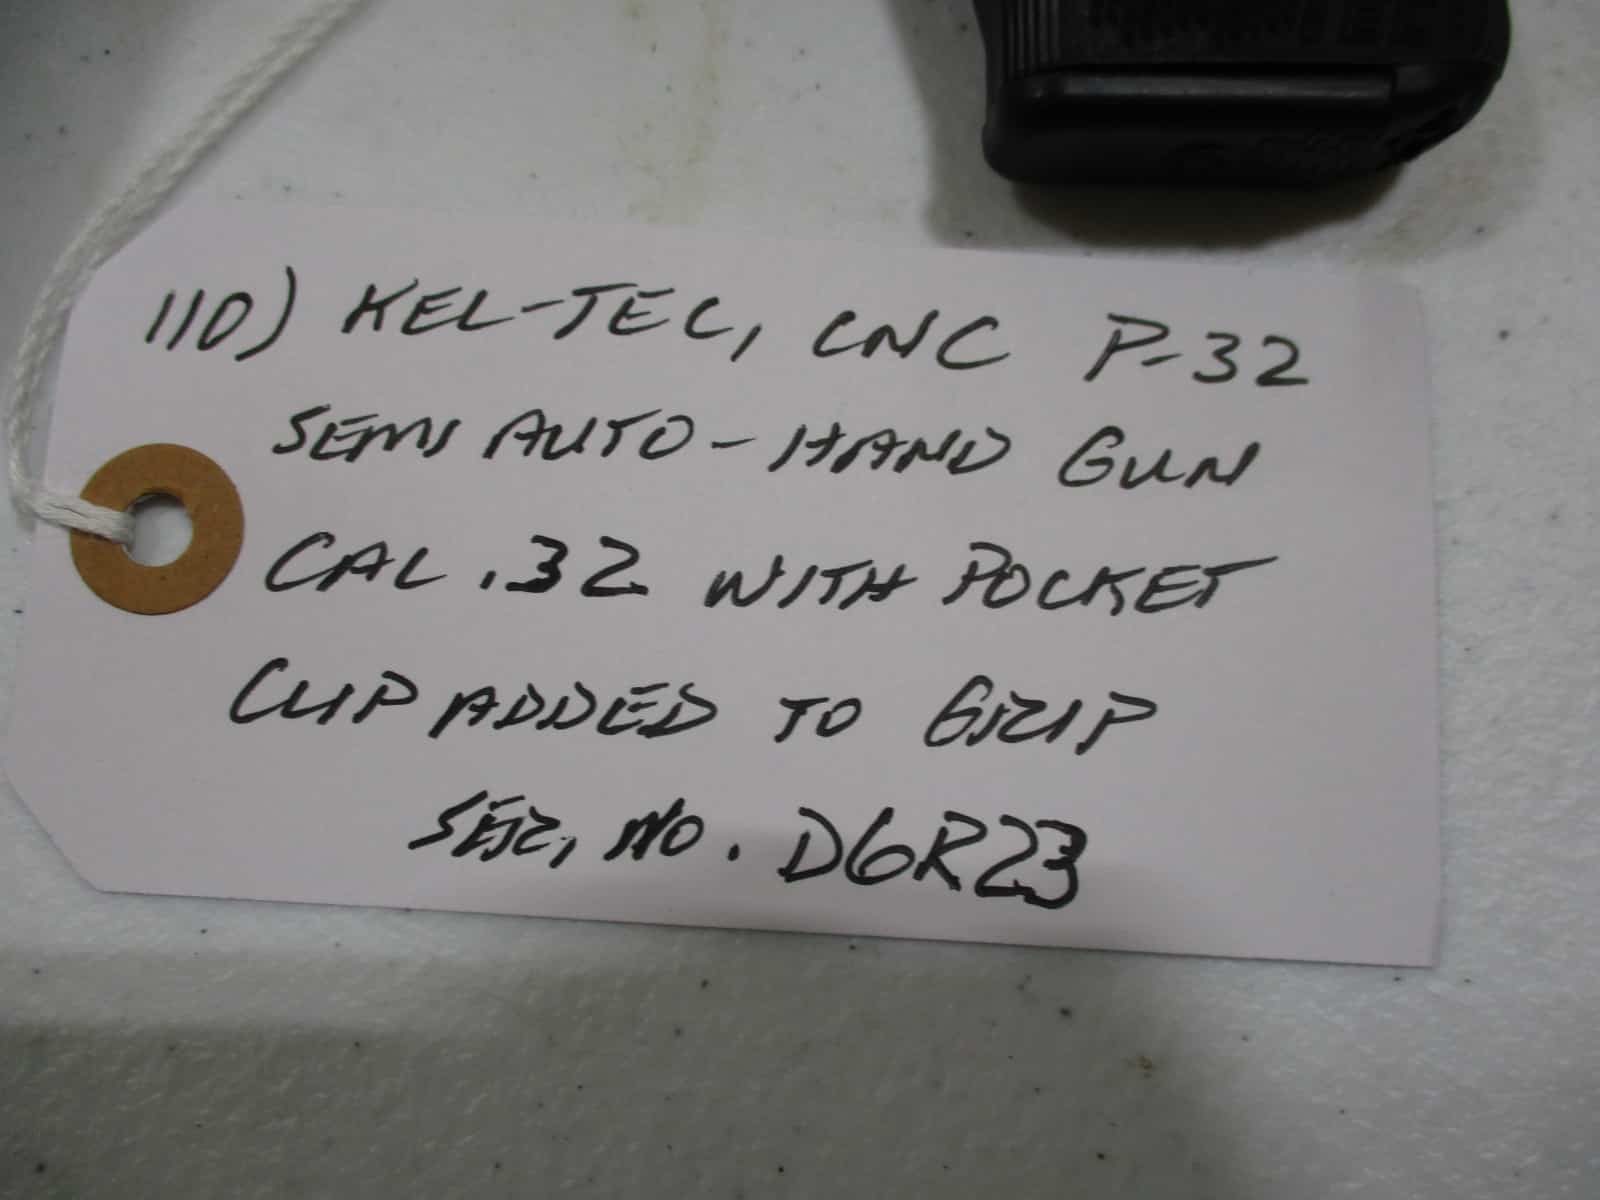 110) KEL-TEC, CNC P-32
SEMI AUTO-HAND GUN
CAL .32 WITH POCKET
CLIP ADDED TO GRIP
SER, NO. D6R23